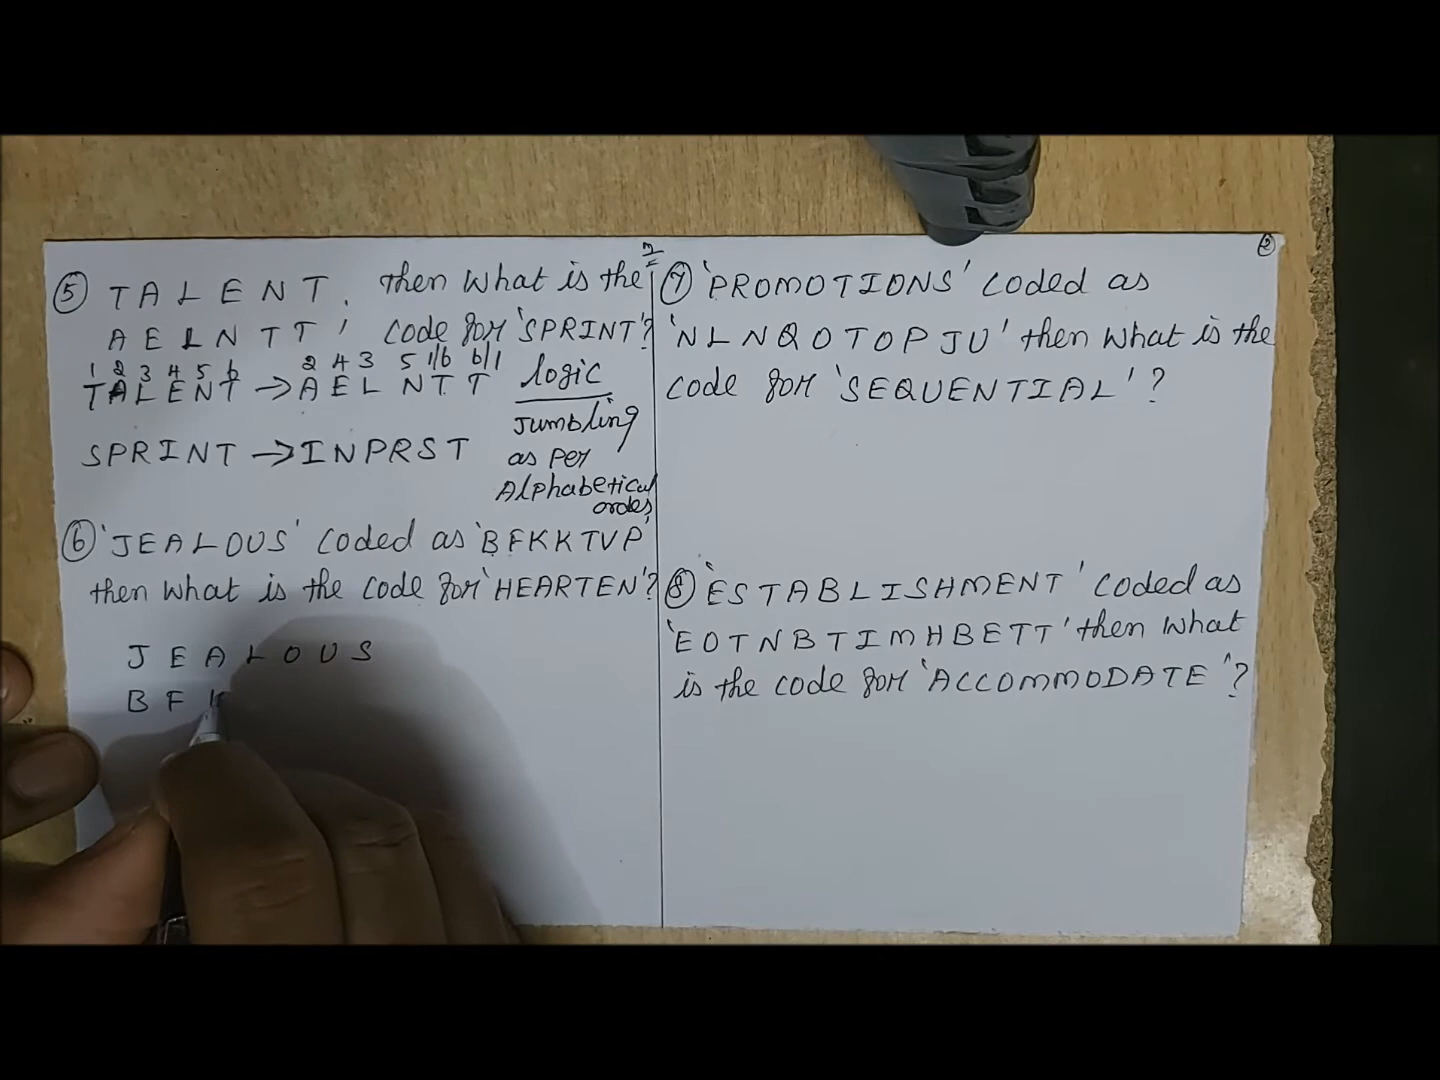 ⑤ TALENT, then what is the
AELNTT' code for 'SPRINT'?
1 2 3 4 5 6 2 4 3 5 1/6 6/1
TALENT → AELNTT
SPRINT → INPRST
logic
Jumbling
as per
Alphabetical
order
⑥ 'JEALOUS' coded as 'BFKKTVP'
then what is the code for 'HEARTEN'?
JEALOUS
BF
②
⑦ 'PROMOTIONS' coded as
'NLNQOTOPJU' then what is the
code for 'SEQUENTIAL'?
⑧ 'ESTABLISHMENT' coded as
'EOTNBTIMHBETT' then what
is the code for 'ACCOMMODATE'?